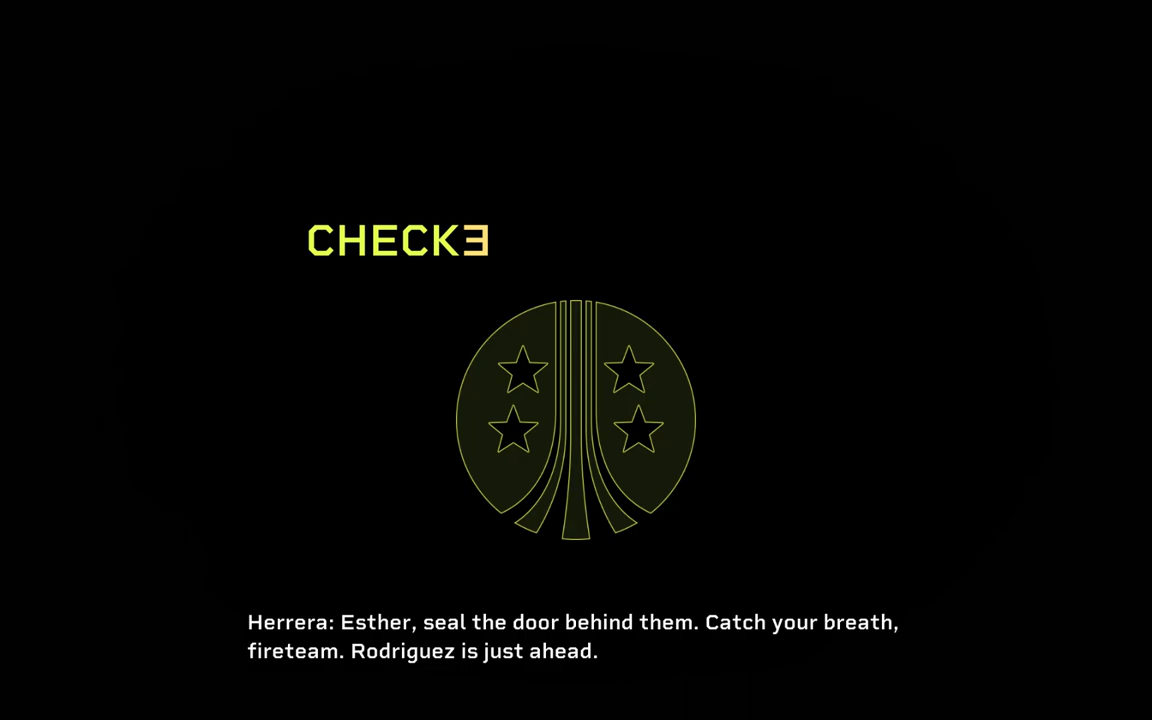 CHECKƎ
Herrera: Esther, seal the door behind them. Catch your breath,
fireteam. Rodriguez is just ahead.